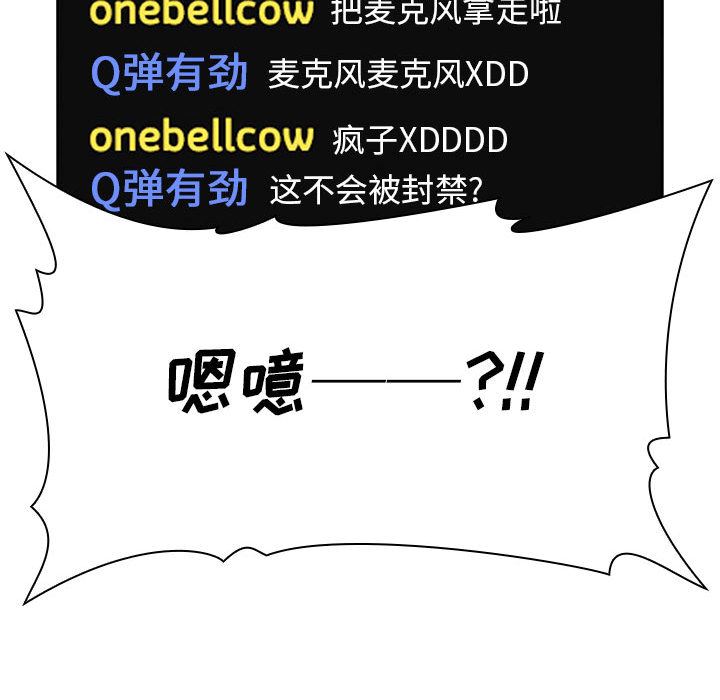 onebellcow 把麦克风拿走啦
Q弹有劲 麦克风麦克风XDD
onebellcow 疯子XDDDD
Q弹有劲 这不会被封禁?
嗯噫——?!!